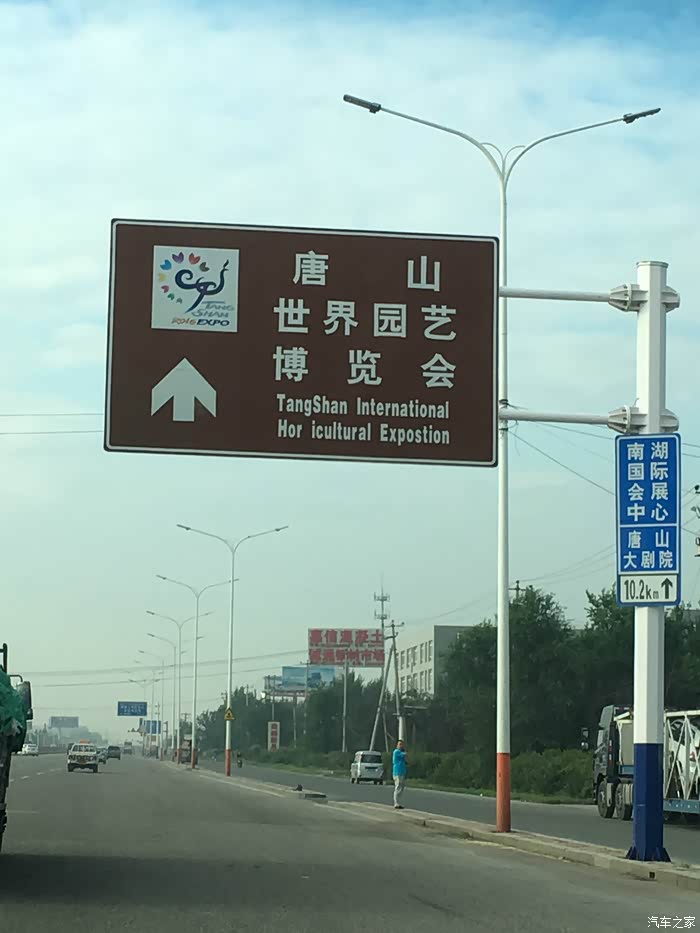 唐山
世界园艺
博览会
TangShan International
Hor icultural Expostion
TANG
SHAN
2016 EXPO
南湖
国际
会展
中心
唐山
大剧院
10.2km
汽车之家